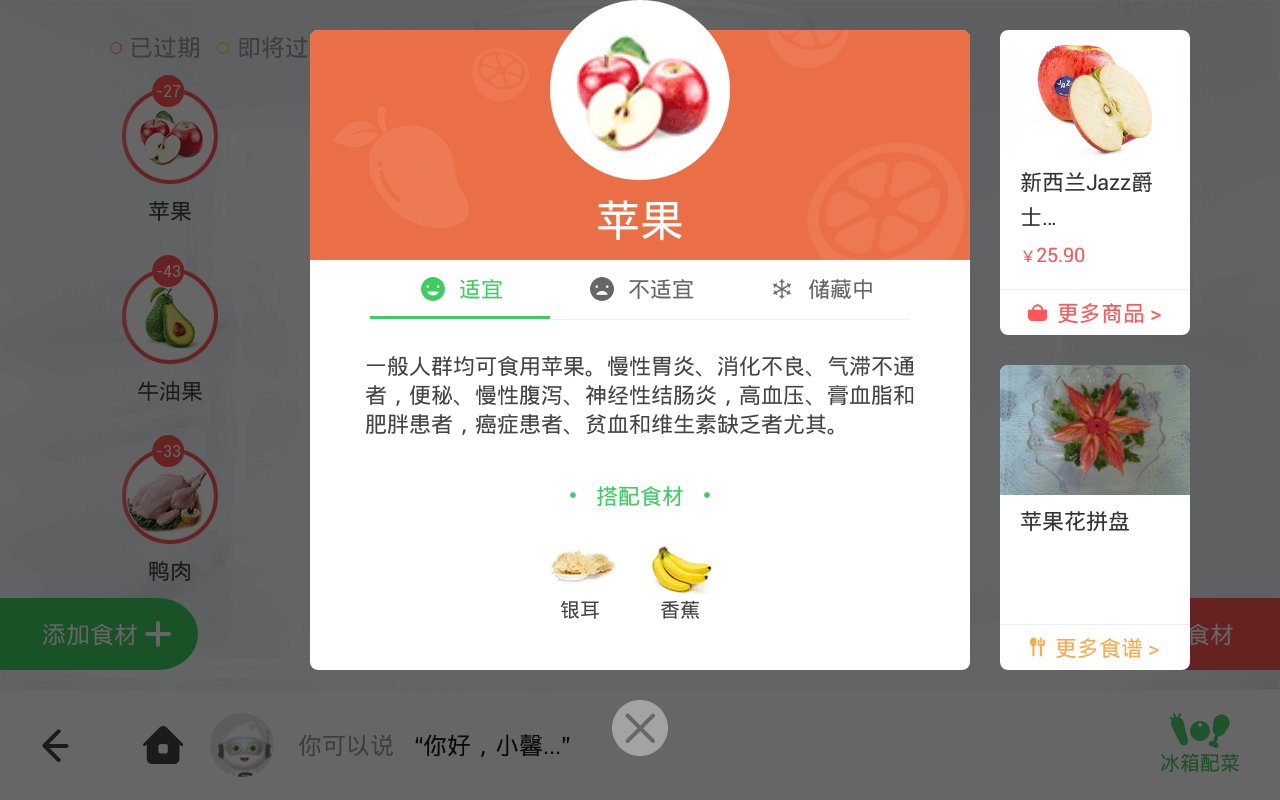 已过期 即将过
-27
苹果
-43
牛油果
-33
鸭肉
添加食材
苹果
适宜 不适宜 储藏中
一般人群均可食用苹果。慢性胃炎、消化不良、气滞不通
者，便秘、慢性腹泻、神经性结肠炎，高血压、膏血脂和
肥胖患者，癌症患者、贫血和维生素缺乏者尤其。
• 搭配食材 •
银耳 香蕉
新西兰Jazz爵
士...
￥25.90
更多商品 >
苹果花拼盘
更多食谱 >
食材
你可以说 “你好，小馨...”
冰箱配菜